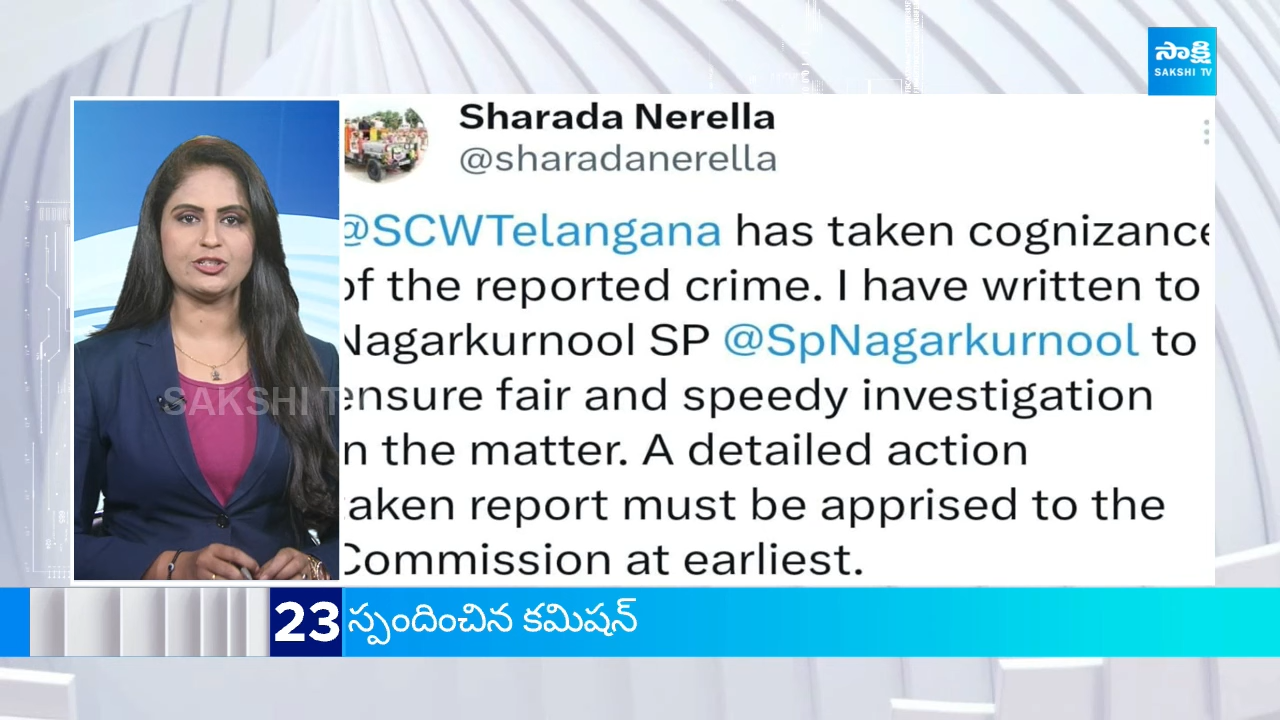 సాక్షి
SAKSHI TV
Sharada Nerella
@sharadanerella
@SCWTelangana has taken cognizance
of the reported crime. I have written to
Nagarkurnool SP @SpNagarkurnool to
ensure fair and speedy investigation
in the matter. A detailed action
taken report must be apprised to the
Commission at earliest.
SAKSHI T
23 స్పందించిన కమిషన్